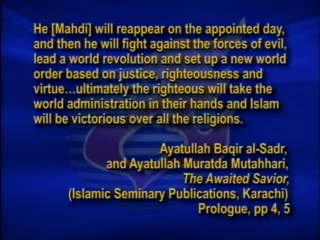 He [Mahdi] will reappear on the appointed day,
and then he will fight against the forces of evil,
lead a world revolution and set up a new world
order based on justice, righteousness and
virtue...ultimately the righteous will take the
world administration in their hands and Islam
will be victorious over all the religions.
Ayatullah Baqir al-Sadr,
and Ayatullah Muratda Mutahhari,
The Awaited Savior,
(Islamic Seminary Publications, Karachi)
Prologue, pp 4, 5